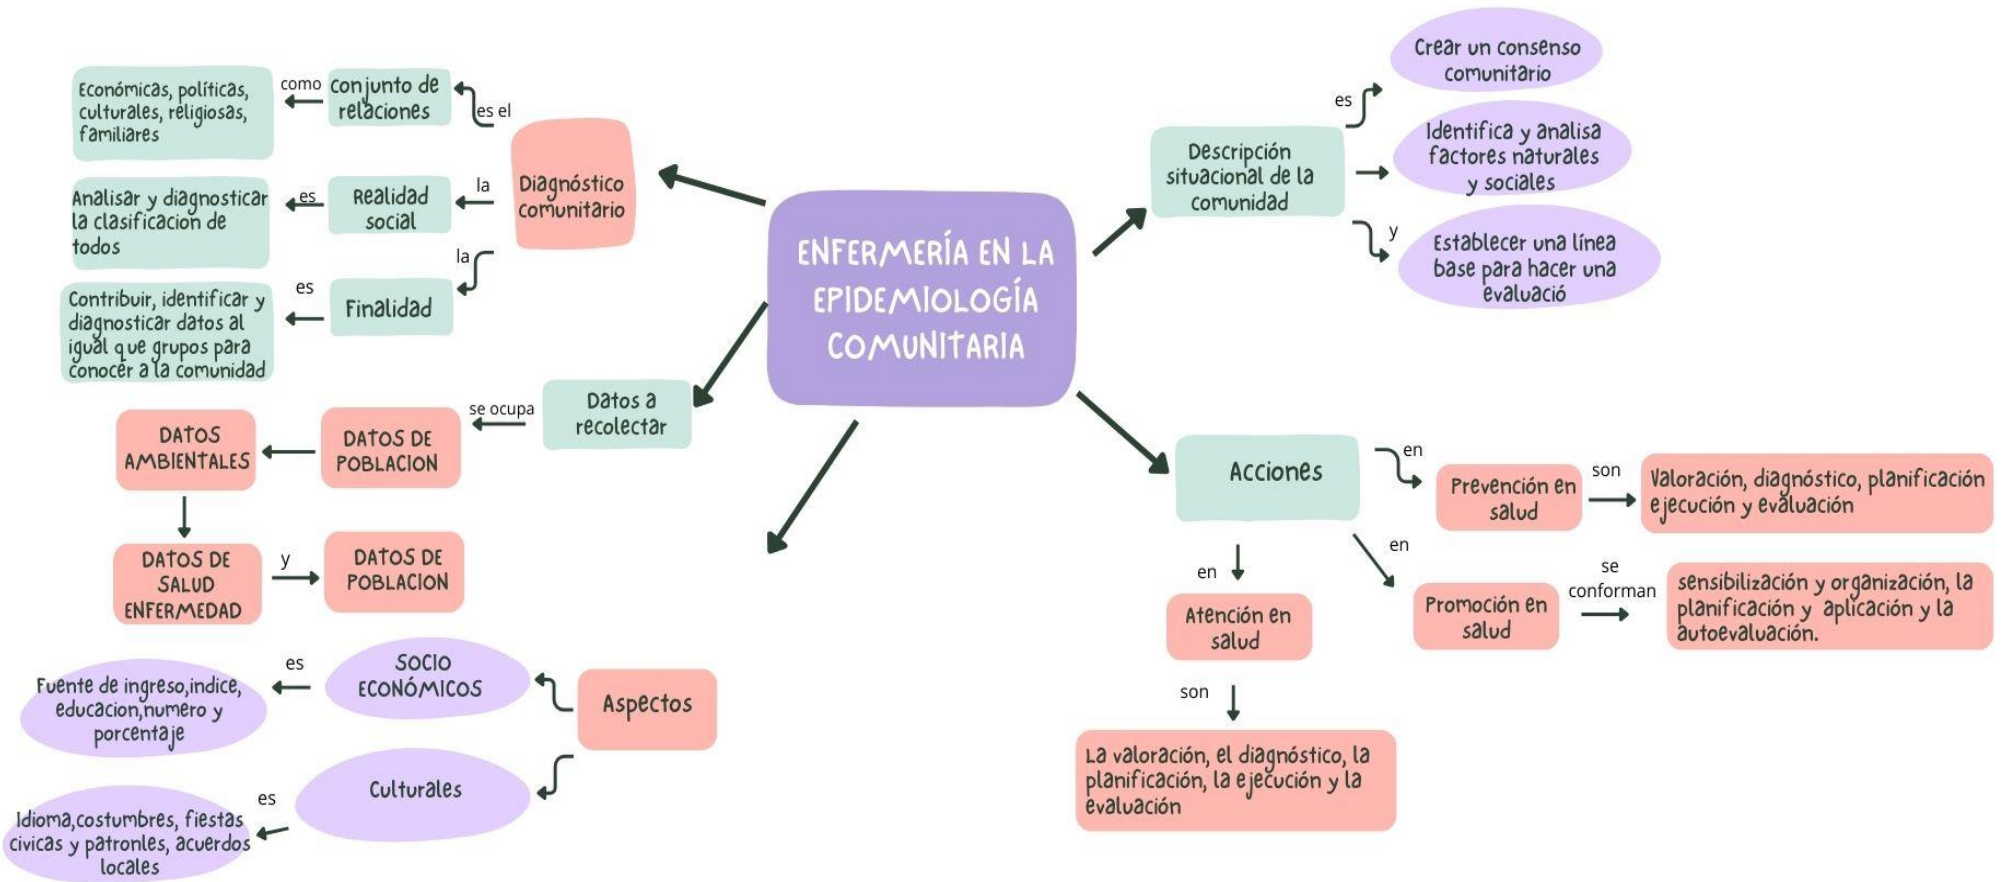 ENFERMERÍA EN LA
EPIDEMIOLOGÍA
COMUNITARIA
Diagnóstico
comunitario
es el
conjunto de
relaciones
como
Económicas, políticas,
culturales, religiosas,
familiares
la
Realidad
social
es
Analisar y diagnosticar
la clasificacion de
todos
la
Finalidad
es
Contribuir, identificar y
diagnosticar datos al
igual que grupos para
conocer a la comunidad
Datos a
recolectar
se ocupa
DATOS DE
POBLACION
DATOS
AMBIENTALES
DATOS DE
SALUD
ENFERMEDAD
y
DATOS DE
POBLACION
Aspectos
SOCIO
ECONÓMICOS
es
Fuente de ingreso,indice,
educacion,numero y
porcentaje
Culturales
es
Idioma,costumbres, fiestas
civicas y patronles, acuerdos
locales
Descripción
situacional de la
comunidad
es
Crear un consenso
comunitario
Identifica y analisa
factores naturales
y sociales
y
Establecer una línea
base para hacer una
evaluació
Acciones
en
Prevención en
salud
son
Valoración, diagnóstico, planificación
ejecución y evaluación
en
Promoción en
salud
se
conforman
sensibilización y organización, la
planificación y aplicación y la
autoevaluación.
en
Atención en
salud
son
La valoración, el diagnóstico, la
planificación, la ejecución y la
evaluación